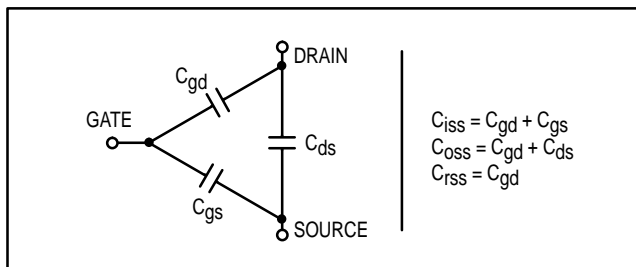 DRAIN
Cgd
GATE
Cds
Cgs
SOURCE
Ciss = Cgd + Cgs
Coss = Cgd + Cds
Crss = Cgd